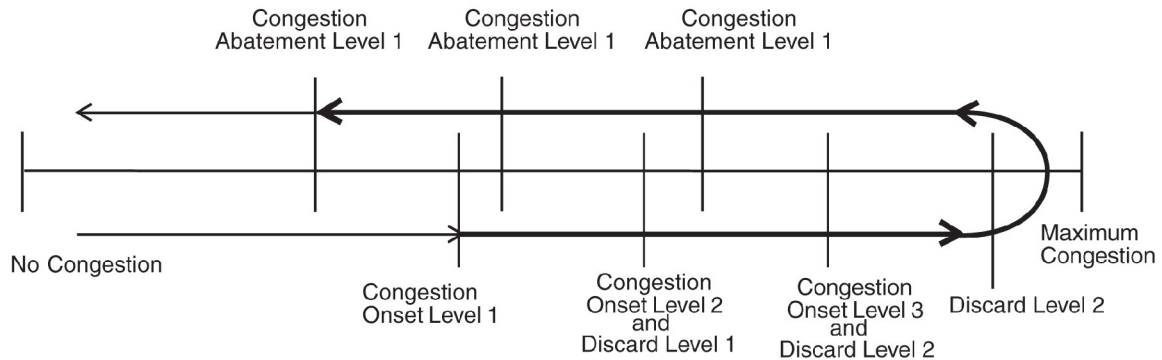 Congestion
Abatement Level 1
Congestion
Abatement Level 1
Congestion
Abatement Level 1
No Congestion
Maximum
Congestion
Congestion
Onset Level 1
Congestion
Onset Level 2
and
Discard Level 1
Congestion
Onset Level 3
and
Discard Level 2
Discard Level 2